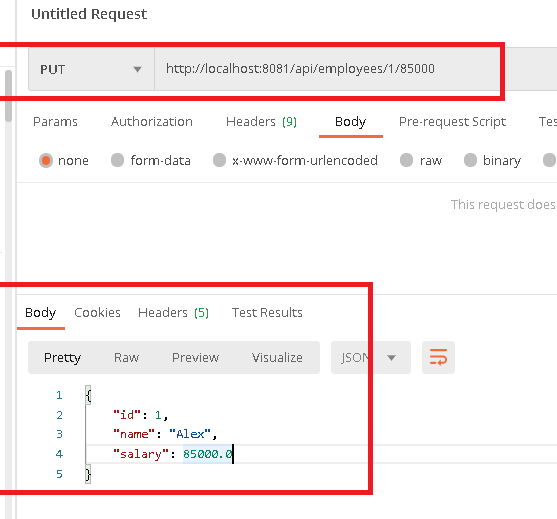 Untitled Request
PUT http://localhost:8081/api/employees/1/85000
Params Authorization Headers (9) Body Pre-request Script Tes
none form-data x-www-form-urlencoded raw binary
This request does
Body Cookies Headers (5) Test Results
Pretty Raw Preview Visualize JSON
1 {
2 "id": 1,
3 "name": "Alex",
4 "salary": 85000.0
5 }